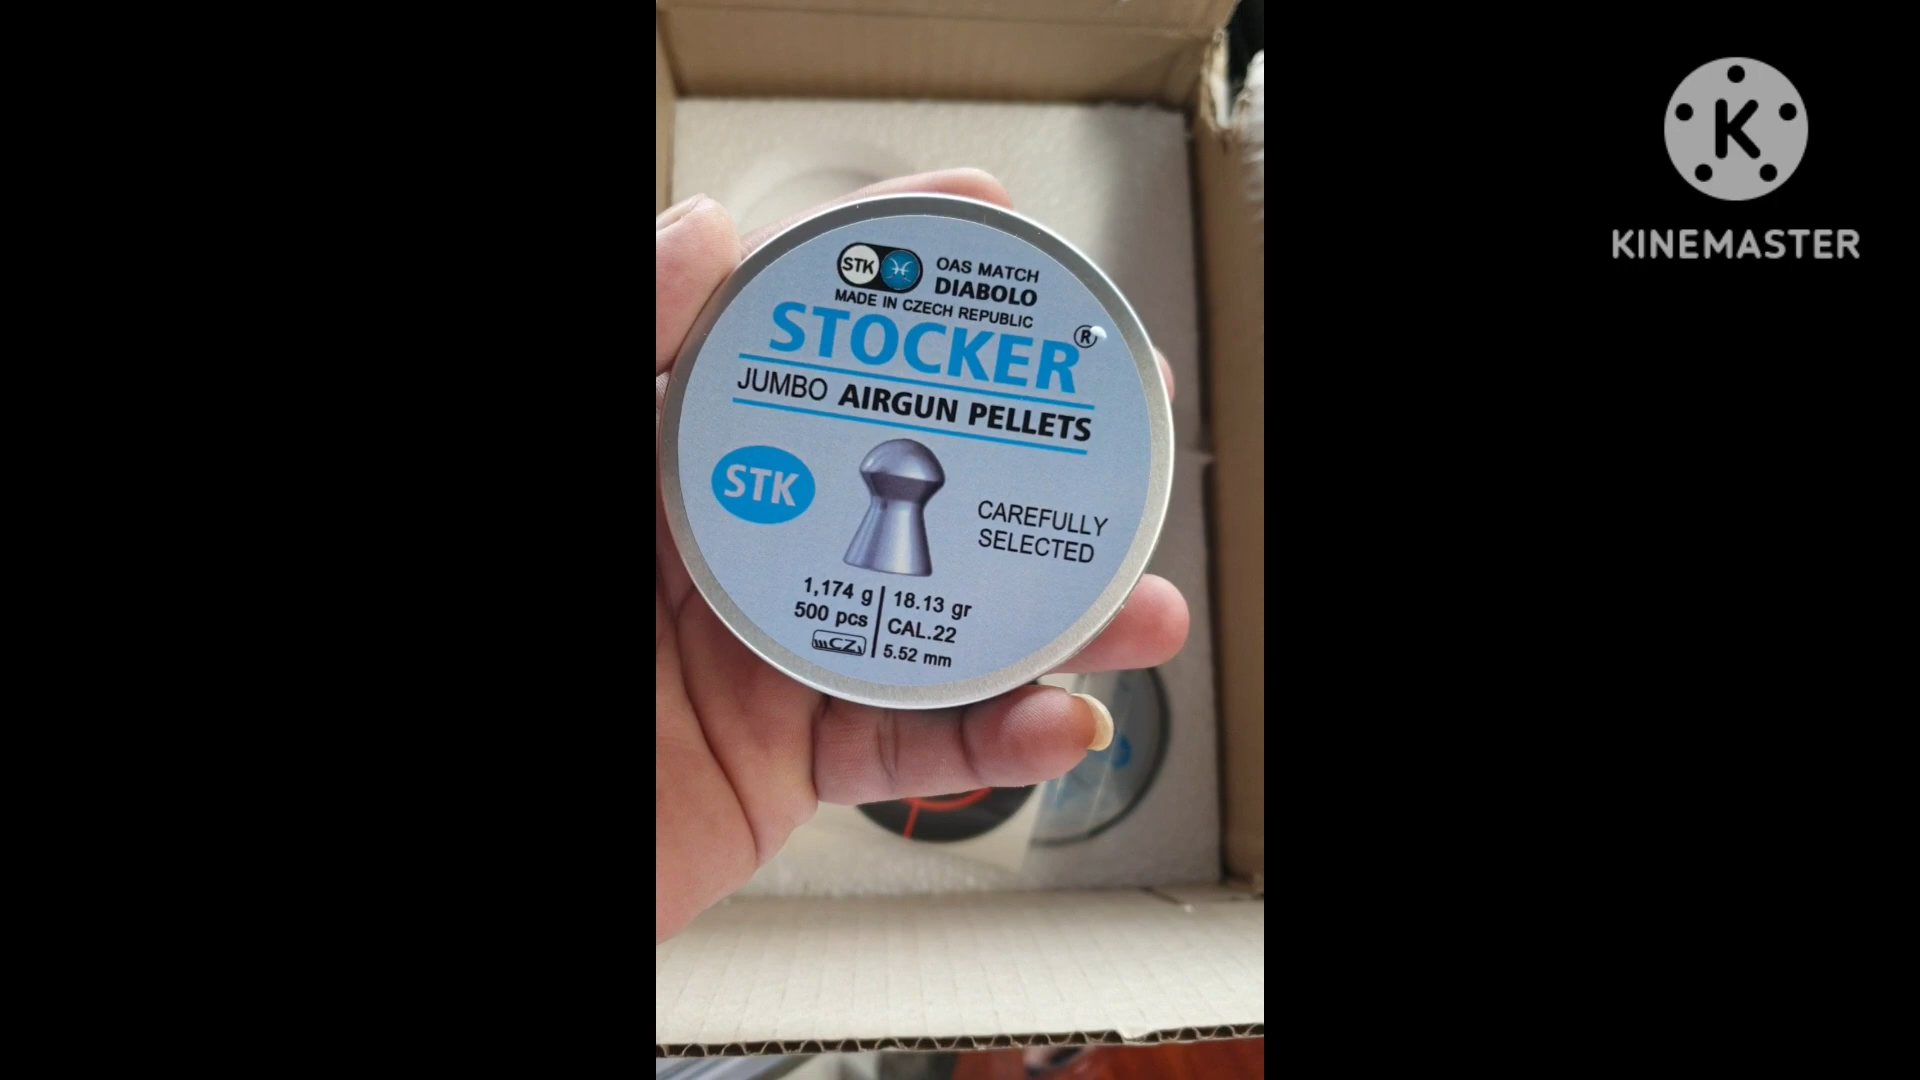 STK
OAS MATCH
DIABOLO
MADE IN CZECH REPUBLIC
STOCKER®
JUMBO AIRGUN PELLETS
STK
CAREFULLY
SELECTED
1,174 g
500 pcs
CZ
18.13 gr
CAL.22
5.52 mm
K
KINEMASTER